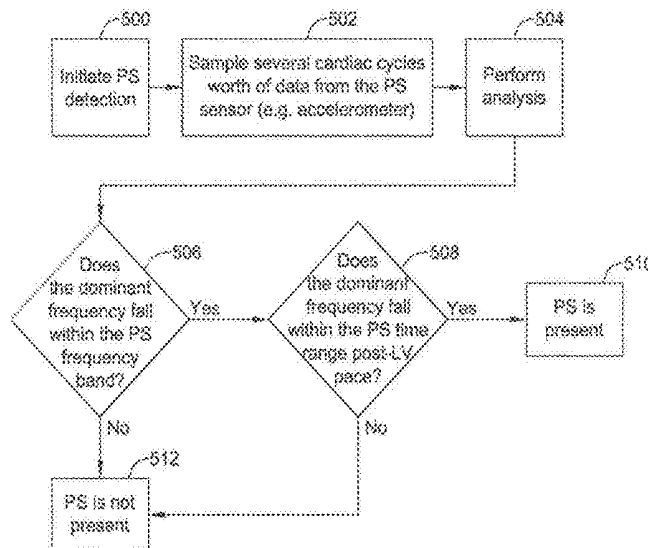 500
502
504
Initiate PS
detection
Sample several cardiac cycles
worth of data from the PS
sensor (e.g. accelerometer)
Perform
analysis
506
Does
the dominant
frequency fall
within the PS
frequency
band?
Yes
No
508
Does
the dominant
frequency fall
within the PS time
range post-LV
pace?
Yes
No
510
PS is
present
512
PS is not
present